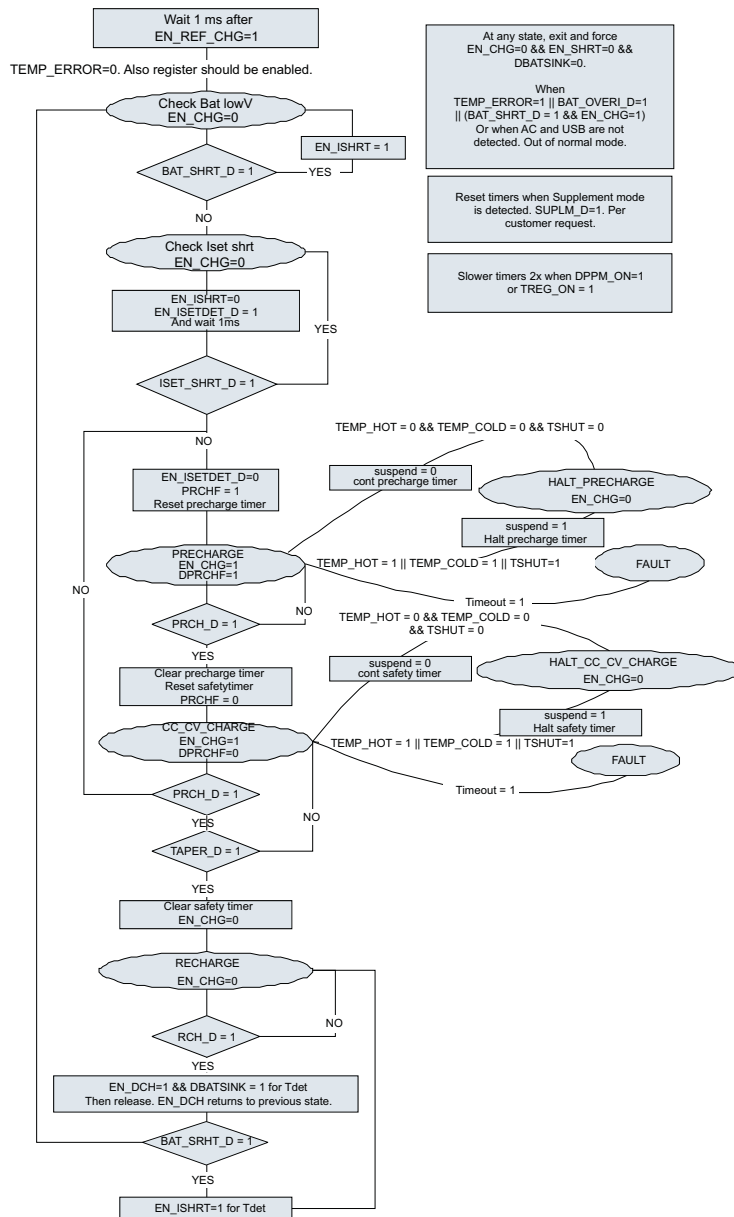 Wait 1 ms after
EN_REF_CHG=1
TEMP_ERROR=0. Also register should be enabled.
Check Bat lowV
EN_CHG=0
EN_ISHRT = 1
BAT_SHRT_D = 1
YES
NO
Check Iset shrt
EN_CHG=0
EN_ISHRT=0
EN_ISETDET_D = 1
And wait 1ms
YES
ISET_SHRT_D = 1
NO
EN_ISETDET_D=0
PRCHF = 1
Reset precharge timer
PRECHARGE
EN_CHG=1
DPRCHF=1
NO
PRCH_D = 1
NO
YES
Clear precharge timer
Reset safetytimer
PRCHF = 0
CC_CV_CHARGE
EN_CHG=1
DPRCHF=0
PRCH_D = 1
YES
NO
TAPER_D = 1
YES
Clear safety timer
EN_CHG=0
RECHARGE
EN_CHG=0
NO
RCH_D = 1
YES
EN_DCH=1 && DBATSINK = 1 for Tdet
Then release. EN_DCH returns to previous state.
BAT_SRHT_D = 1
YES
EN_ISHRT=1 for Tdet
At any state, exit and force
EN_CHG=0 && EN_SHRT=0 &&
DBATSINK=0.
When
TEMP_ERROR=1 || BAT_OVERI_D=1
|| (BAT_SHRT_D = 1 && EN_CHG=1)
Or when AC and USB are not
detected. Out of normal mode.
Reset timers when Supplement mode
is detected. SUPLM_D=1. Per
customer request.
Slower timers 2x when DPPM_ON=1
or TREG_ON = 1
TEMP_HOT = 0 && TEMP_COLD = 0 && TSHUT = 0
suspend = 0
cont precharge timer
HALT_PRECHARGE
EN_CHG=0
suspend = 1
Halt precharge timer
TEMP_HOT = 1 || TEMP_COLD = 1 || TSHUT=1
FAULT
Timeout = 1
TEMP_HOT = 0 && TEMP_COLD = 0
&& TSHUT = 0
suspend = 0
cont safety timer
HALT_CC_CV_CHARGE
EN_CHG=0
suspend = 1
Halt safety timer
TEMP_HOT = 1 || TEMP_COLD = 1 || TSHUT=1
FAULT
Timeout = 1